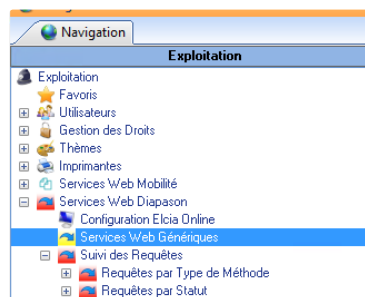 Navigation
Exploitation
Exploitation
Favoris
Utilisateurs
Gestion des Droits
Thèmes
Imprimantes
Services Web Mobilité
Services Web Diapason
Configuration Elcia Online
Services Web Génériques
Suivi des Requêtes
Requêtes par Type de Méthode
Requêtes par Statut